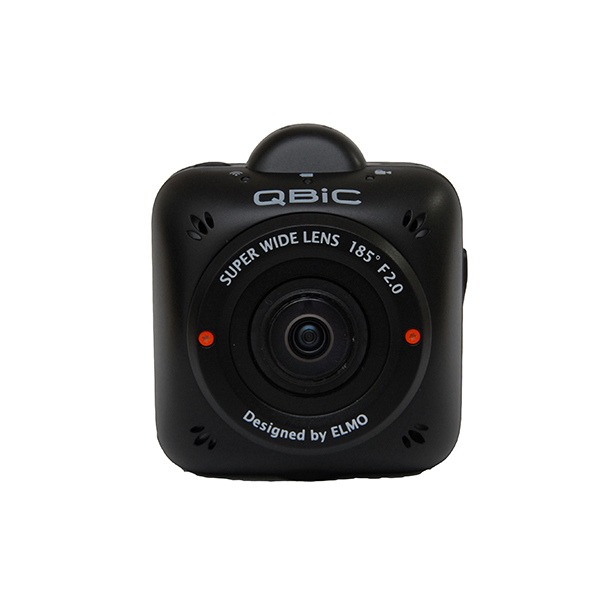 QBiC
SUPER WIDE LENS 185° F2.0
Designed by ELMO